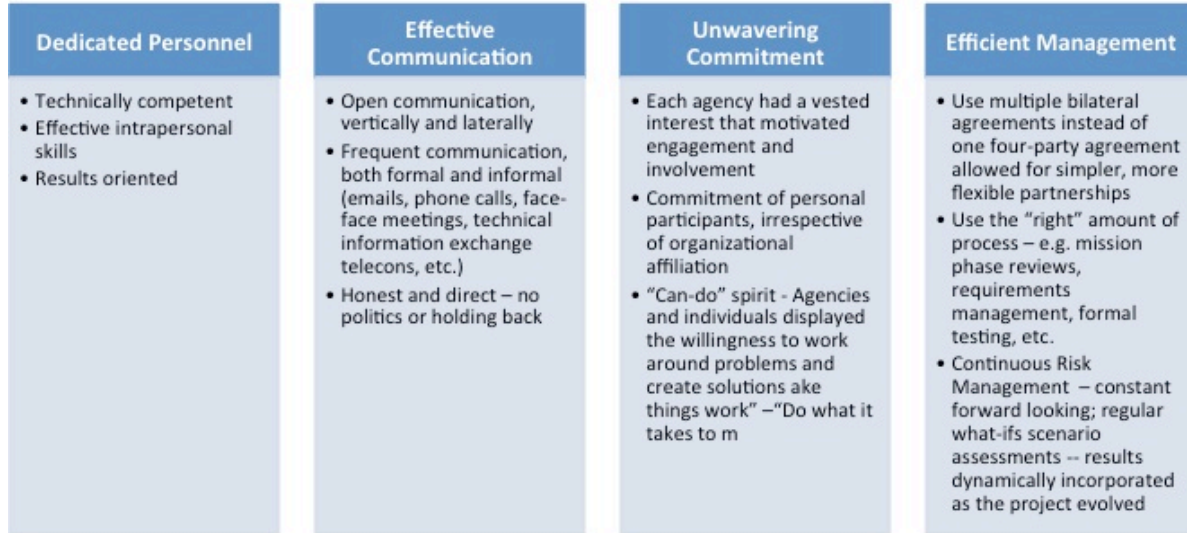 Dedicated Personnel
• Technically competent
• Effective intrapersonal
skills
• Results oriented
Effective
Communication
• Open communication,
vertically and laterally
• Frequent communication,
both formal and informal
(emails, phone calls, face-
face meetings, technical
information exchange
telecons, etc.)
• Honest and direct – no
politics or holding back
Unwavering
Commitment
• Each agency had a vested
interest that motivated
engagement and
involvement
• Commitment of personal
participants, irrespective
of organizational
affiliation
• “Can-do” spirit - Agencies
and individuals displayed
the willingness to work
around problems and
create solutions ake
things work” –“Do what it
takes to m
Efficient Management
• Use multiple bilateral
agreements instead of
one four-party agreement
allowed for simpler, more
flexible partnerships
• Use the “right” amount of
process – e.g. mission
phase reviews,
requirements
management, formal
testing, etc.
• Continuous Risk
Management – constant
forward looking; regular
what-ifs scenario
assessments -- results
dynamically incorporated
as the project evolved